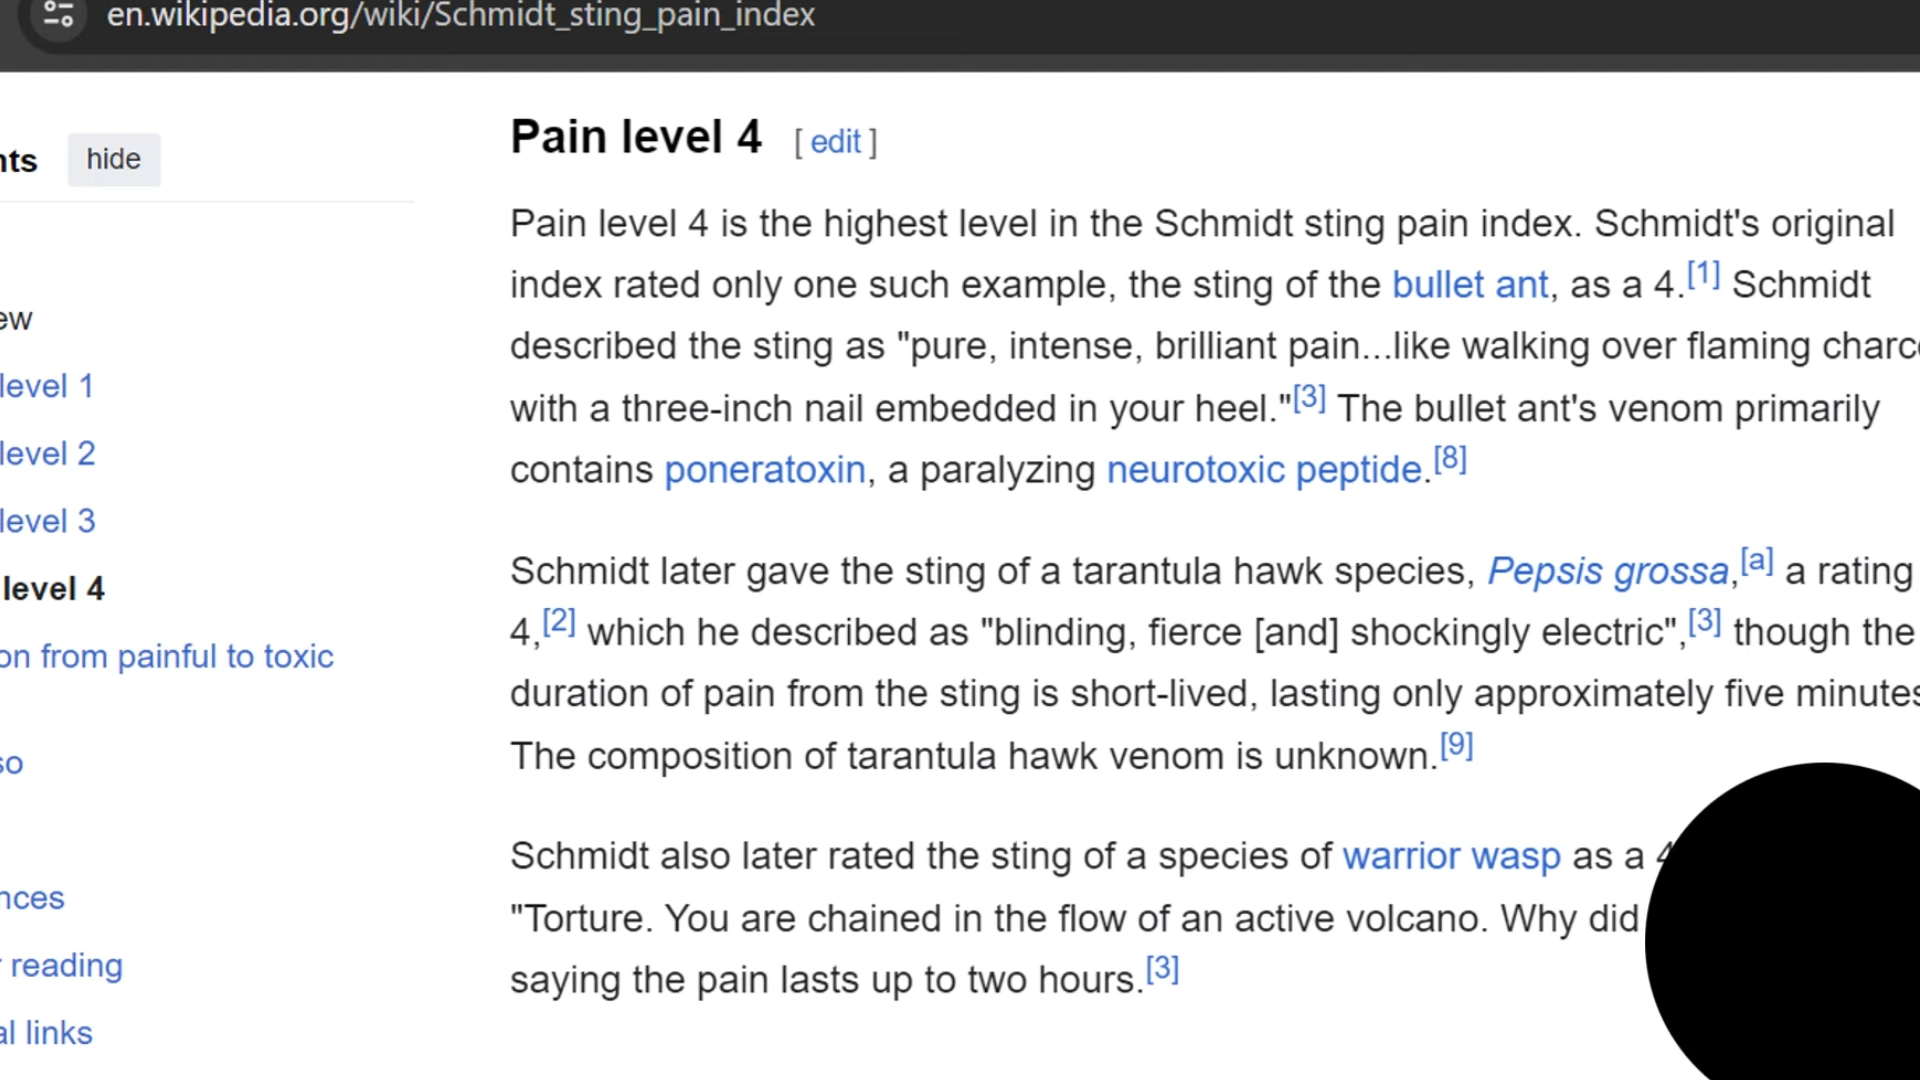 en.wikipedia.org/wiki/Schmidt_sting_pain_index
hide
Pain level 4 [ edit ]
Pain level 4 is the highest level in the Schmidt sting pain index. Schmidt's original
index rated only one such example, the sting of the bullet ant, as a 4.[1] Schmidt
described the sting as "pure, intense, brilliant pain...like walking over flaming
with a three-inch nail embedded in your heel."[3] The bullet ant's venom primarily
contains poneratoxin, a paralyzing neurotoxic peptide.[8]
level 1
level 2
level 3
level 4
from painful to toxic
reading
links
Schmidt later gave the sting of a tarantula hawk species, Pepsis grossa,[a] a rating
4,[2] which he described as "blinding, fierce [and] shockingly electric",[3] though the
duration of pain from the sting is short-lived, lasting only approximately five minutes
The composition of tarantula hawk venom is unknown.[9]
Schmidt also later rated the sting of a species of warrior wasp as a 4
"Torture. You are chained in the flow of an active volcano. Why did
saying the pain lasts up to two hours.[3]